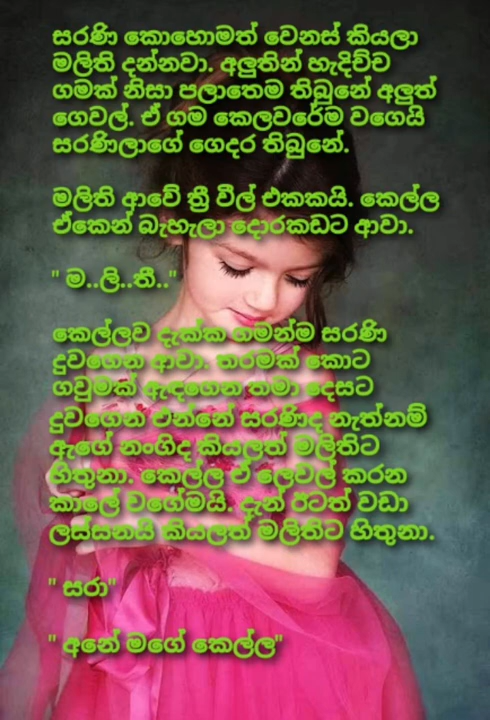 සරණි කොහොමත් වෙනස් කියලා
මලිති දන්නවා. අලුතින් හැදිච්ච
ගමක් නිසා පලාතෙම තිබුනේ අලුත්
ගෙවල්. ඒ ගම කෙලවරේම වගෙයි
සරණිලාගේ ගෙදර තිබුනේ.
මලිති ආවේ ත්‍රී වීල් එකකයි. කෙල්ල
ඒකෙන් බැහැලා දොරකඩට ආවා.
" ම..ලි..තී.."
කෙල්ලව දැක්ක ගමන්ම සරණි
දුවගෙන ආවා. තරමක් කොට
ගවුමක් ඇඳගෙන තමා දෙසට
දුවගෙන එන්නේ සරණිද නැත්නම්
ඇගේ නංගිද කියලත් මලිතිට
හිතුනා. කෙල්ල ඒ ලෙවල් කරන
කාලේ වගේමයි. දැන් ඊටත් වඩා
ලස්සනයි කියලත් මලිතිට හිතුනා.
" සරා"
" අනේ මගේ කෙල්ල"